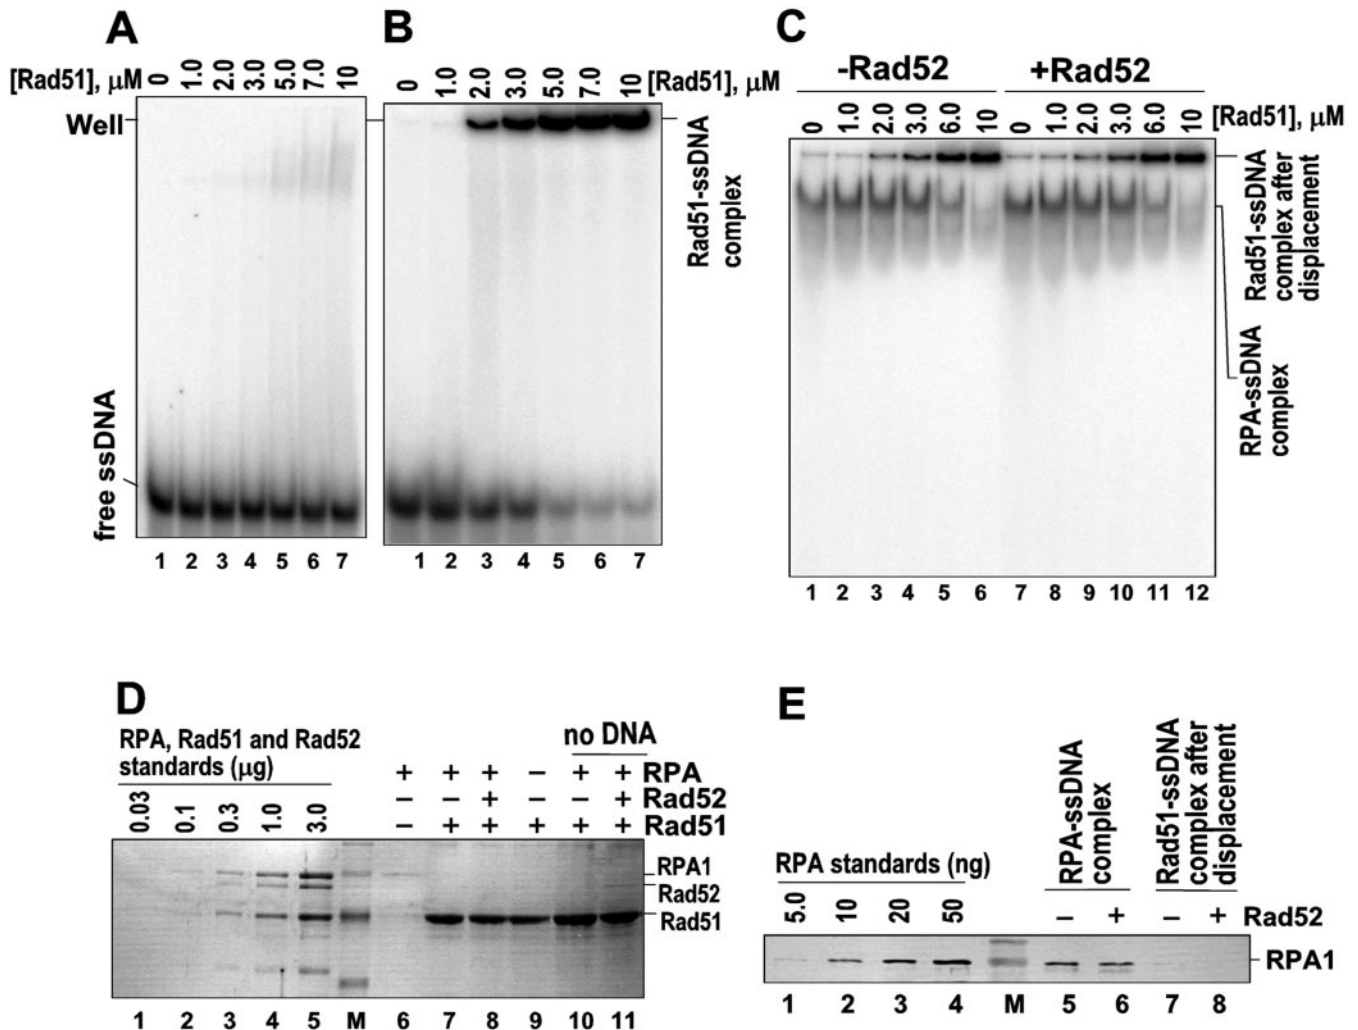 A
[Rad51], μM 0 1.0 2.0 3.0 5.0 7.0 10
Well
free ssDNA
1 2 3 4 5 6 7
B
0 1.0 2.0 3.0 5.0 7.0 10 [Rad51], μM
Rad51-ssDNA
complex
1 2 3 4 5 6 7
C
-Rad52 +Rad52
0 1.0 2.0 3.0 6.0 10 0 1.0 2.0 3.0 6.0 10 [Rad51], μM
Rad51-ssDNA
complex after
displacement
RPA-ssDNA
complex
1 2 3 4 5 6 7 8 9 10 11 12
D
RPA, Rad51 and Rad52
standards (μg)
0.03 0.1 0.3 1.0 3.0
no DNA
+ + + – + + RPA
– – + – – + Rad52
– + + + + + Rad51
RPA1
Rad52
Rad51
1 2 3 4 5 M 6 7 8 9 10 11
E
RPA standards (ng)
5.0 10 20 50
RPA-ssDNA
complex
Rad51-ssDNA
complex after
displacement
– + – + Rad52
RPA1
1 2 3 4 M 5 6 7 8